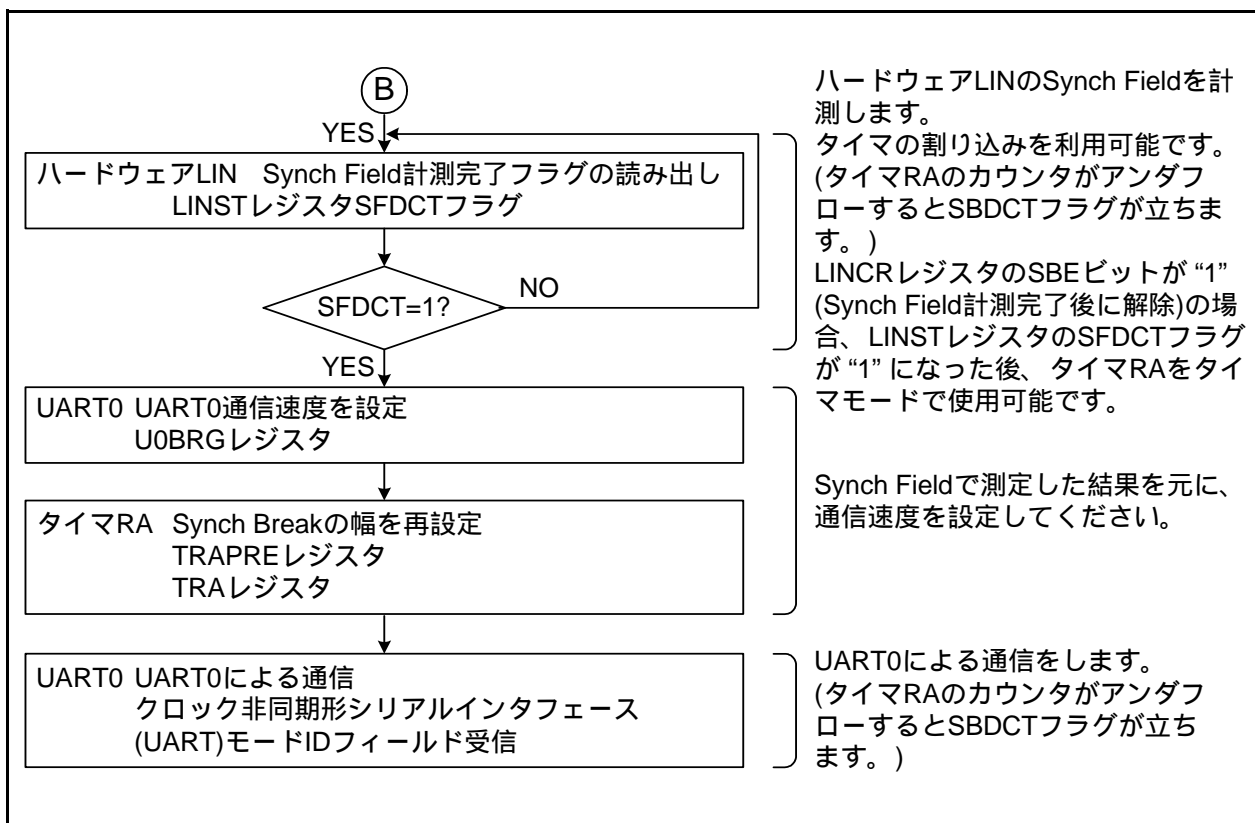 B
YES
ハードウェアLIN Synch Field計測完了フラグの読み出し
LINSTレジスタSFDCTフラグ
SFDCT=1?
NO
YES
UART0 UART0通信速度を設定
U0BRGレジスタ
タイマRA Synch Breakの幅を再設定
TRAPREレジスタ
TRAレジスタ
UART0 UART0による通信
クロック非同期形シリアルインタフェース
(UART)モードIDフィールド受信
ハードウェアLINのSynch Fieldを計
測します。
タイマの割り込みを利用可能です。
(タイマRAのカウンタがアンダフ
ローするとSBDCTフラグが立ちま
す。)
LINCRレジスタのSBEビットが “1”
(Synch Field計測完了後に解除)の場
合、LINSTレジスタのSFDCTフラグ
が “1” になった後、タイマRAをタイ
マモードで使用可能です。
Synch Fieldで測定した結果を元に、
通信速度を設定してください。
UART0による通信をします。
(タイマRAのカウンタがアンダフ
ローするとSBDCTフラグが立ち
ます。)